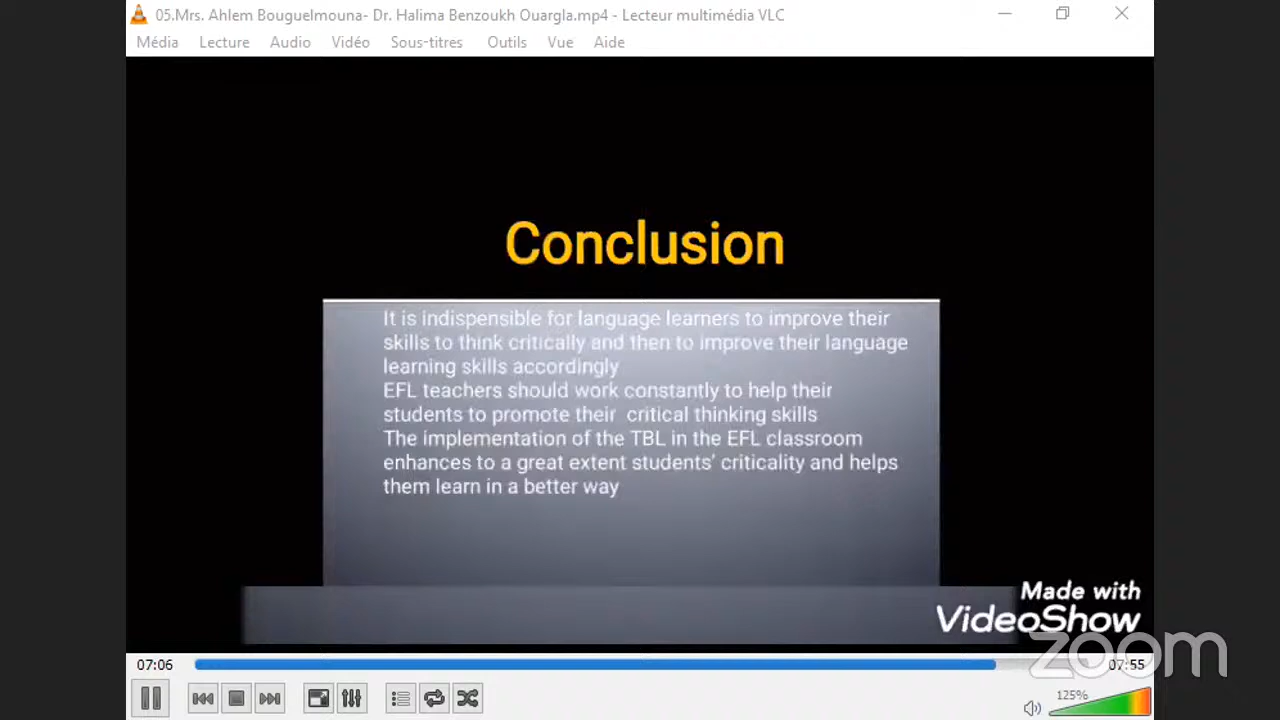 05.Mrs. Ahlem Bouguelmouna- Dr. Halima Benzoukh Ouargla.mp4 - Lecteur multimédia VLC
Média Lecture Audio Vidéo Sous-titres Outils Vue Aide
Conclusion
It is indispensible for language learners to improve their
skills to think critically and then to improve their language
learning skills accordingly
EFL teachers should work constantly to help their
students to promote their critical thinking skills
The implementation of the TBL in the EFL classroom
enhances to a great extent students' criticality and helps
them learn in a better way
Made with
VideoShow
zoom
07:06
07:55
125%